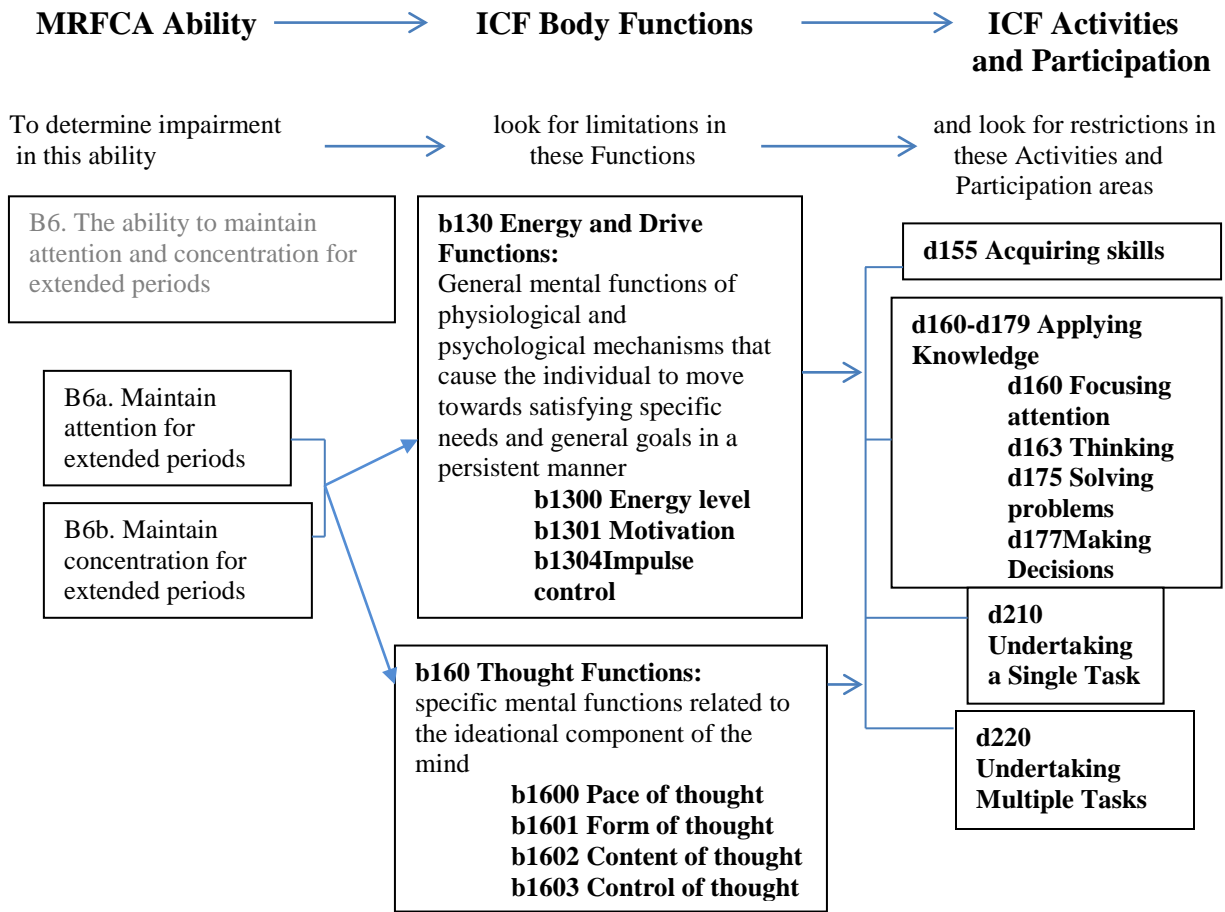 MRFCA Ability
ICF Body Functions
ICF Activities
and Participation
To determine impairment
in this ability
look for limitations in
these Functions
and look for restrictions in
these Activities and
Participation areas
B6. The ability to maintain
attention and concentration for
extended periods
B6a. Maintain
attention for
extended periods
B6b. Maintain
concentration for
extended periods
b130 Energy and Drive
Functions:
General mental functions of
physiological and
psychological mechanisms that
cause the individual to move
towards satisfying specific
needs and general goals in a
persistent manner
b1300 Energy level
b1301 Motivation
b1304Impulse
control
b160 Thought Functions:
specific mental functions related to
the ideational component of the
mind
b1600 Pace of thought
b1601 Form of thought
b1602 Content of thought
b1603 Control of thought
d155 Acquiring skills
d160-d179 Applying
Knowledge
d160 Focusing
attention
d163 Thinking
d175 Solving
problems
d177Making
Decisions
d210
Undertaking
a Single Task
d220
Undertaking
Multiple Tasks